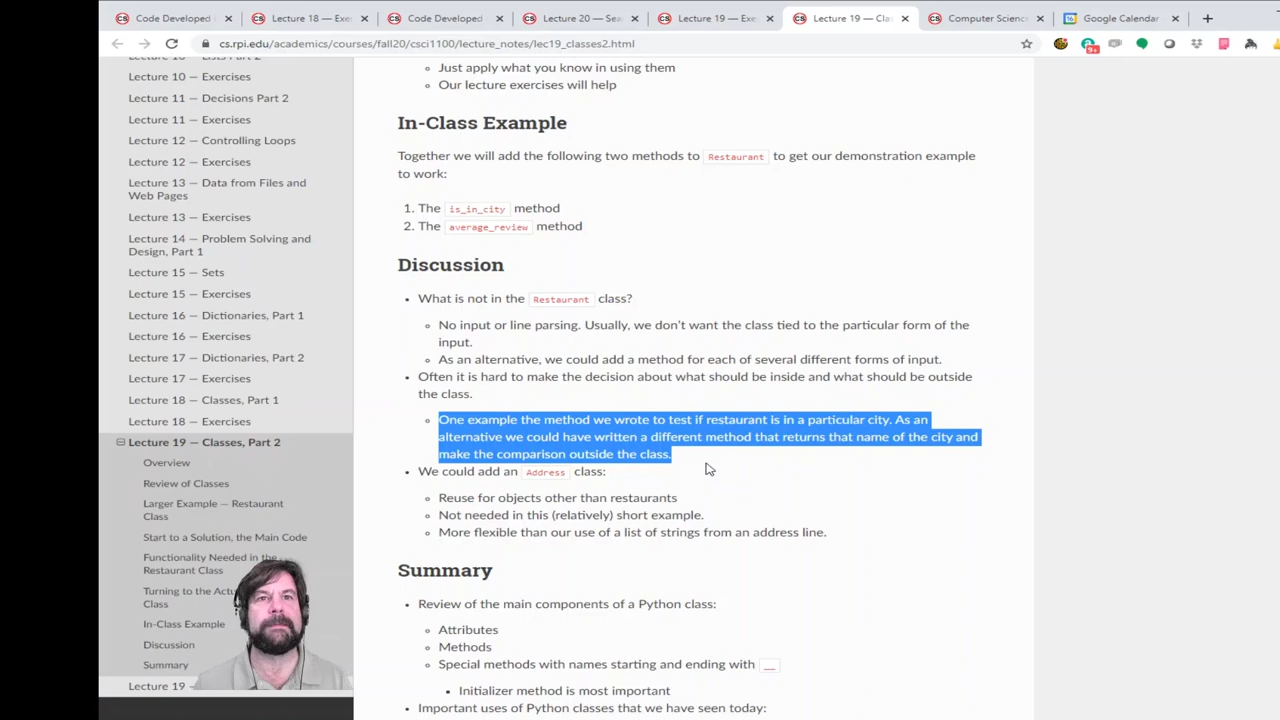 Code Developed
Lecture 18 — Exer
Code Developed
Lecture 20 — Sea
Lecture 19 — Exe
Lecture 19 — Clas
Computer Scienc
Google Calendar
cs.rpi.edu/academics/courses/fall20/csci1100/lecture_notes/lec19_classes2.html
9+
Lecture 10 — Exercises
Lecture 11 — Decisions Part 2
Lecture 11 — Exercises
Lecture 12 — Controlling Loops
Lecture 12 — Exercises
Lecture 13 — Data from Files and
Web Pages
Lecture 13 — Exercises
Lecture 14 — Problem Solving and
Design, Part 1
Lecture 15 — Sets
Lecture 15 — Exercises
Lecture 16 — Dictionaries, Part 1
Lecture 16 — Exercises
Lecture 17 — Dictionaries, Part 2
Lecture 17 — Exercises
Lecture 18 — Classes, Part 1
Lecture 18 — Exercises
Lecture 19 — Classes, Part 2
Overview
Review of Classes
Larger Example — Restaurant
Class
Start to a Solution, the Main Code
Functionality Needed in the
Restaurant Class
Turning to the Actu
Class
In-Class Example
Discussion
Summary
Lecture 19 —
Just apply what you know in using them
Our lecture exercises will help
In-Class Example
Together we will add the following two methods to Restaurant to get our demonstration example
to work:
1. The is_in_city method
2. The average_review method
Discussion
What is not in the Restaurant class?
No input or line parsing. Usually, we don't want the class tied to the particular form of the
input.
As an alternative, we could add a method for each of several different forms of input.
Often it is hard to make the decision about what should be inside and what should be outside
the class.
One example the method we wrote to test if restaurant is in a particular city. As an
alternative we could have written a different method that returns that name of the city and
make the comparison outside the class.
We could add an Address class:
Reuse for objects other than restaurants
Not needed in this (relatively) short example.
More flexible than our use of a list of strings from an address line.
Summary
Review of the main components of a Python class:
Attributes
Methods
Special methods with names starting and ending with __
Initializer method is most important
Important uses of Python classes that we have seen today: